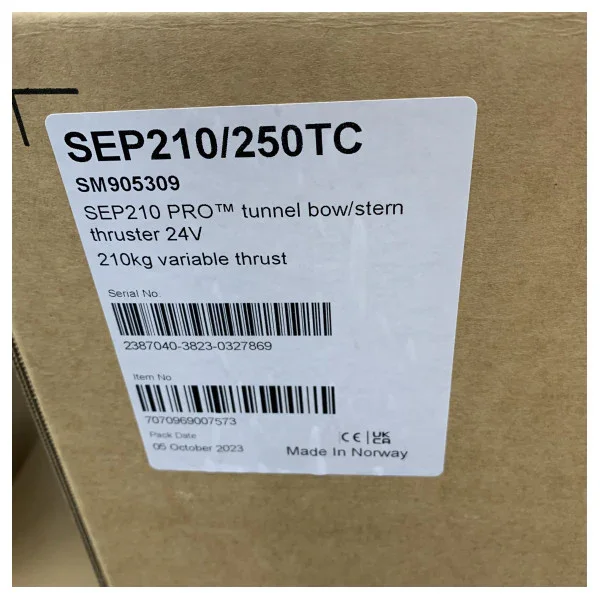 SEP210/250TC
SM905309
SEP210 PRO™ tunnel bow/stern
thruster 24V
210kg variable thrust
Serial No.
2387040-3823-0327869
Item No
7070969007573
Pack Date
05 October 2023
CE UK CA
Made In Norway